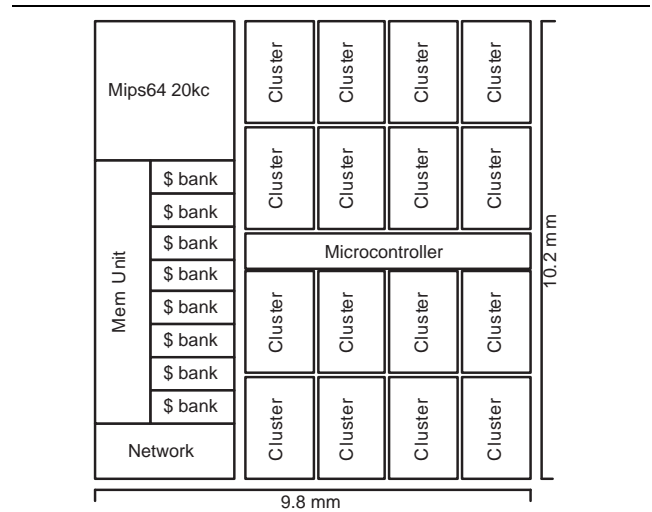 Mips64 20kc
Cluster
Cluster
Cluster
Cluster
Cluster
Cluster
Cluster
Cluster
Mem Unit
$ bank
$ bank
$ bank
$ bank
$ bank
$ bank
$ bank
$ bank
Microcontroller
Cluster
Cluster
Cluster
Cluster
Cluster
Cluster
Cluster
Cluster
Network
10.2 mm
9.8 mm